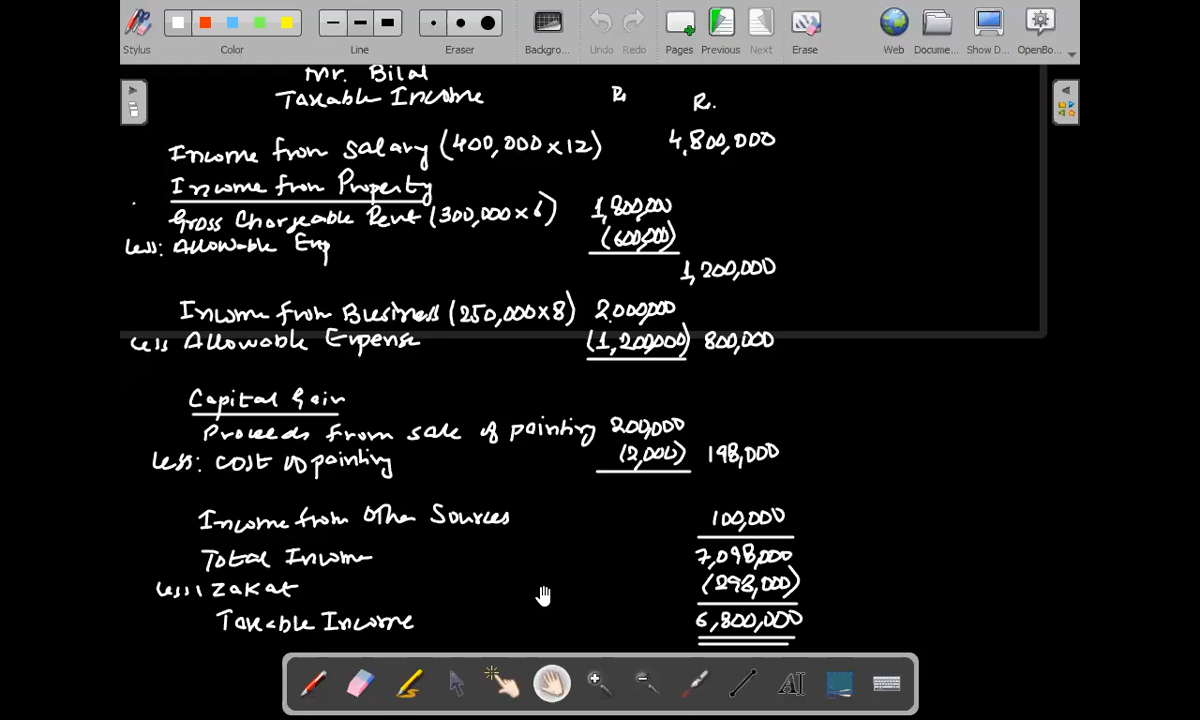 Stylus Color Line Eraser Backgro... Undo Redo Pages Previous Next Erase Web Docume... Show D... OpenBo...
Mr. Bilal
Taxable Income R. R.
Income from Salary (400,000 x 12) 4,800,000
Income from Property
Gross Chargeable Rent (300,000 x 6) 1,800,000
less: Allowable Exp (600,000)
1,200,000
Income from Business (250,000 x 8) 2,000,000
less Allowable Expense (1,200,000) 800,000
Capital Gain
Proceeds from sale of painting 200,000
less: cost painting (2,000) 198,000
Income from Other Sources 100,000
Total Income 7,098,000
less: Zakat (298,000)
Taxable Income 6,800,000